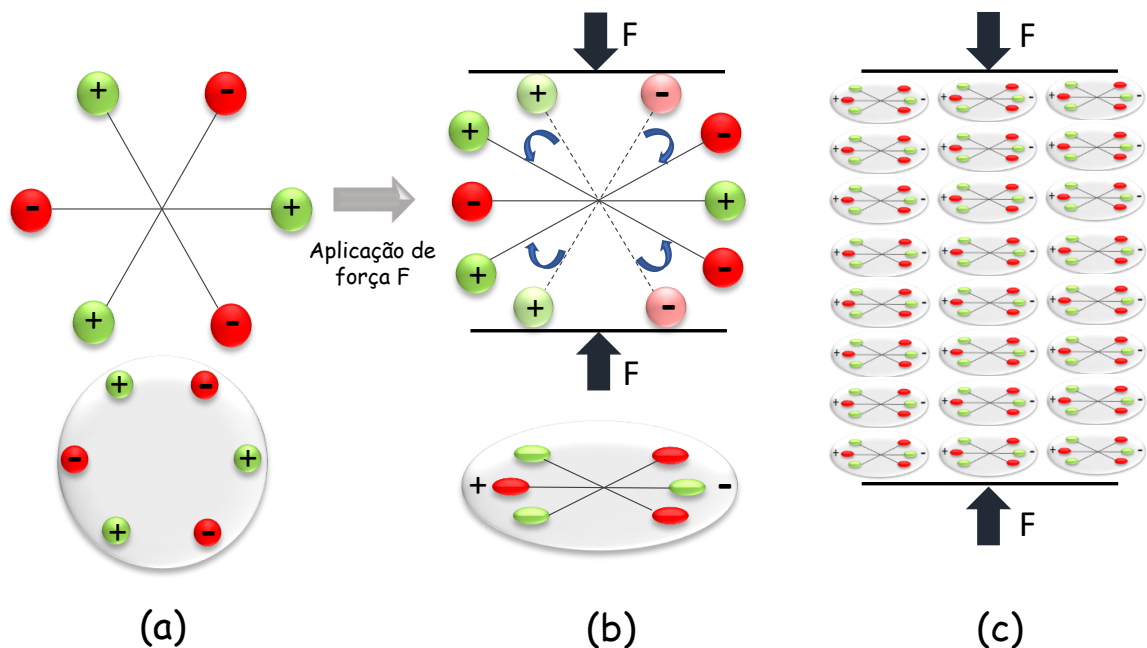 + -
- +
+ -
+ -
- +
+ -
Aplicação de
força F
F
+ -
+ -
- +
+ -
+ -
F
+ -
F
+ - + - + -
+ - + - + -
+ - + - + -
+ - + - + -
+ - + - + -
+ - + - + -
+ - + - + -
+ - + - + -
F
(a)
(b)
(c)